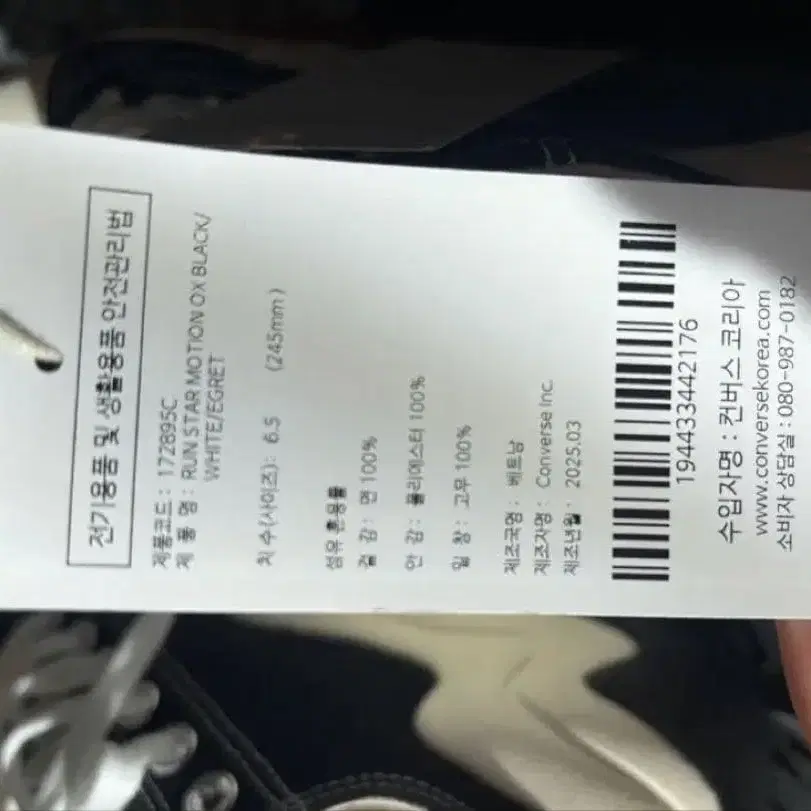 전기용품 및 생활용품 안전관리법
제품코드 : 172895C
제 품 명 : RUN STAR MOTION OX BLACK/
WHITE/EGRET
치수(사이즈) : 6.5 (245mm)
섬유 혼용률
겉 감 : 면 100%
안 감 : 폴리에스터 100%
밑 창 : 고무 100%
제조국명 : 베트남
제조자명 : Converse Inc.
제조년월 : 2025.03
194433442176
수입자명 : 컨버스 코리아
www.conversekorea.com
소비자 상담실 : 080-987-0182